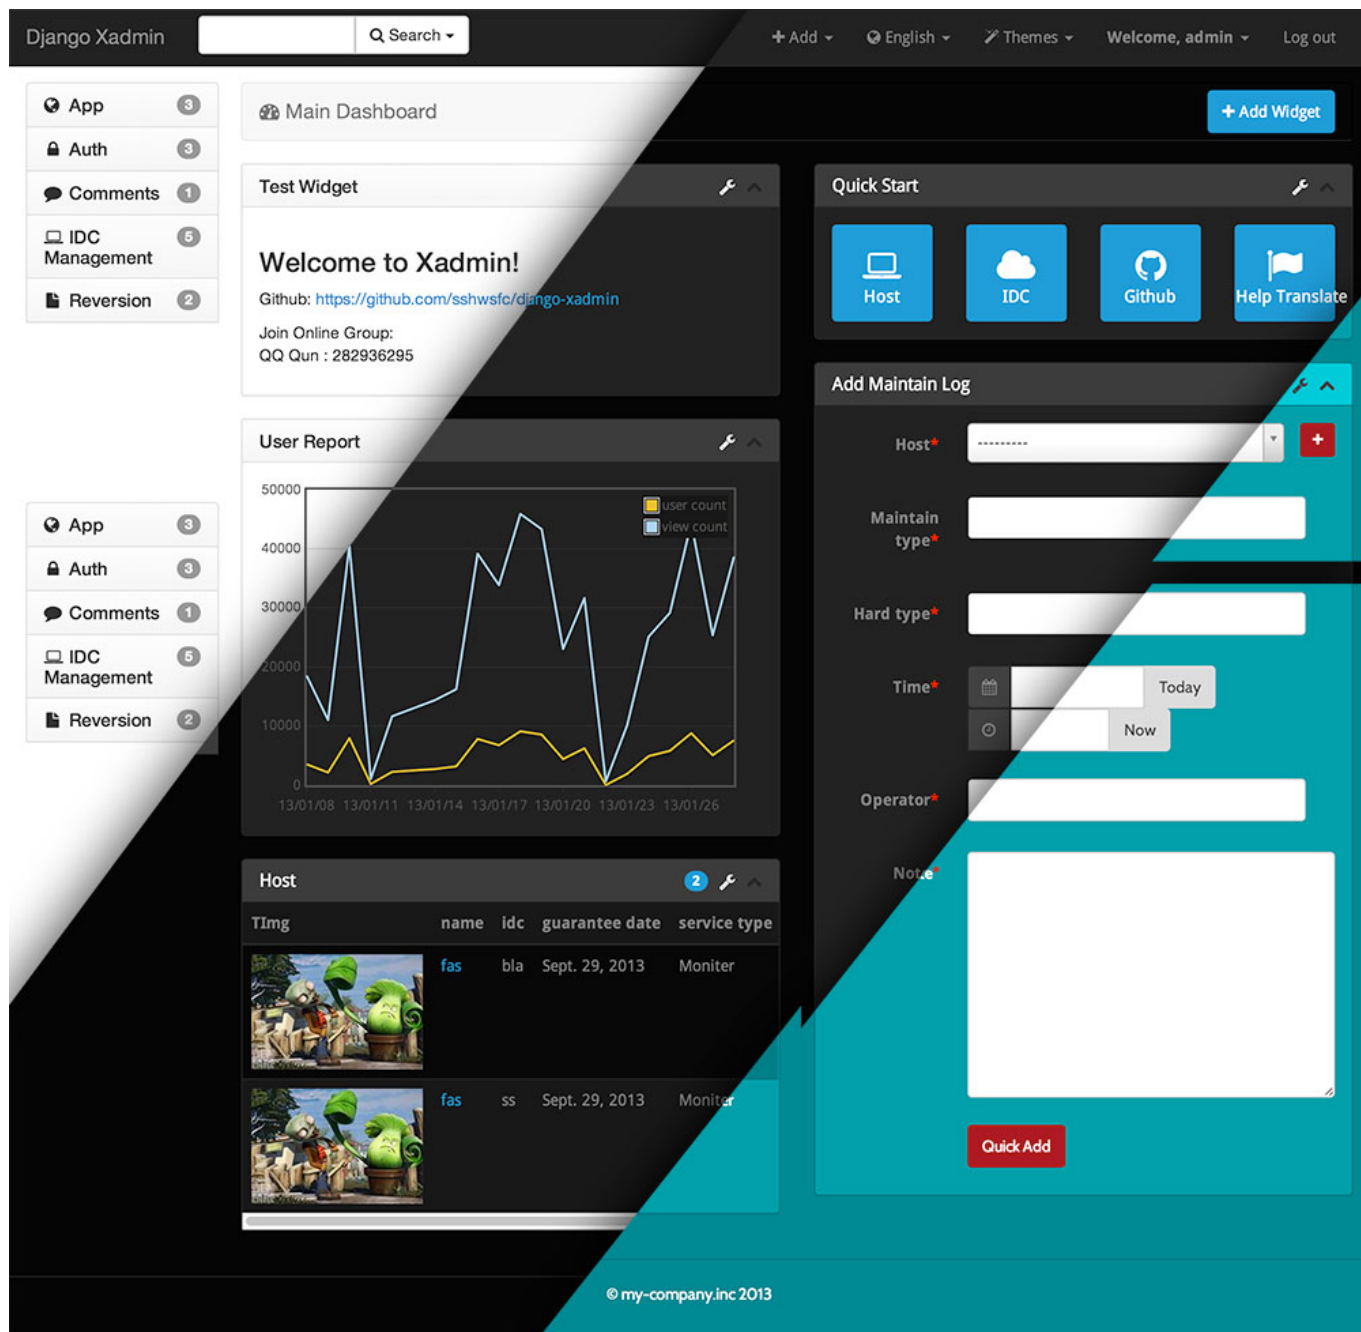 Django Xadmin
Search
Add
English
Themes
Welcome, admin
Log out
App 3
Auth 3
Comments 1
IDC Management 5
Reversion 2
Main Dashboard
Add Widget
Test Widget
Welcome to Xadmin!
Github: https://github.com/sshwsfc/django-xadmin
Join Online Group:
QQ Qun : 282936295
Quick Start
Host
IDC
Github
Help Translate
User Report
50000
40000
30000
20000
10000
0
user count
view count
13/01/08 13/01/11 13/01/14 13/01/17 13/01/20 13/01/23 13/01/26
App 3
Auth 3
Comments 1
IDC Management 5
Reversion 2
Add Maintain Log
Host*
---------
Maintain
type*
Hard type*
Time*
Today
Now
Operator*
Note*
Quick Add
Host 2
TImg name idc guarantee date service type
fas bla Sept. 29, 2013 Moniter
fas ss Sept. 29, 2013 Moniter
© my-company.inc 2013